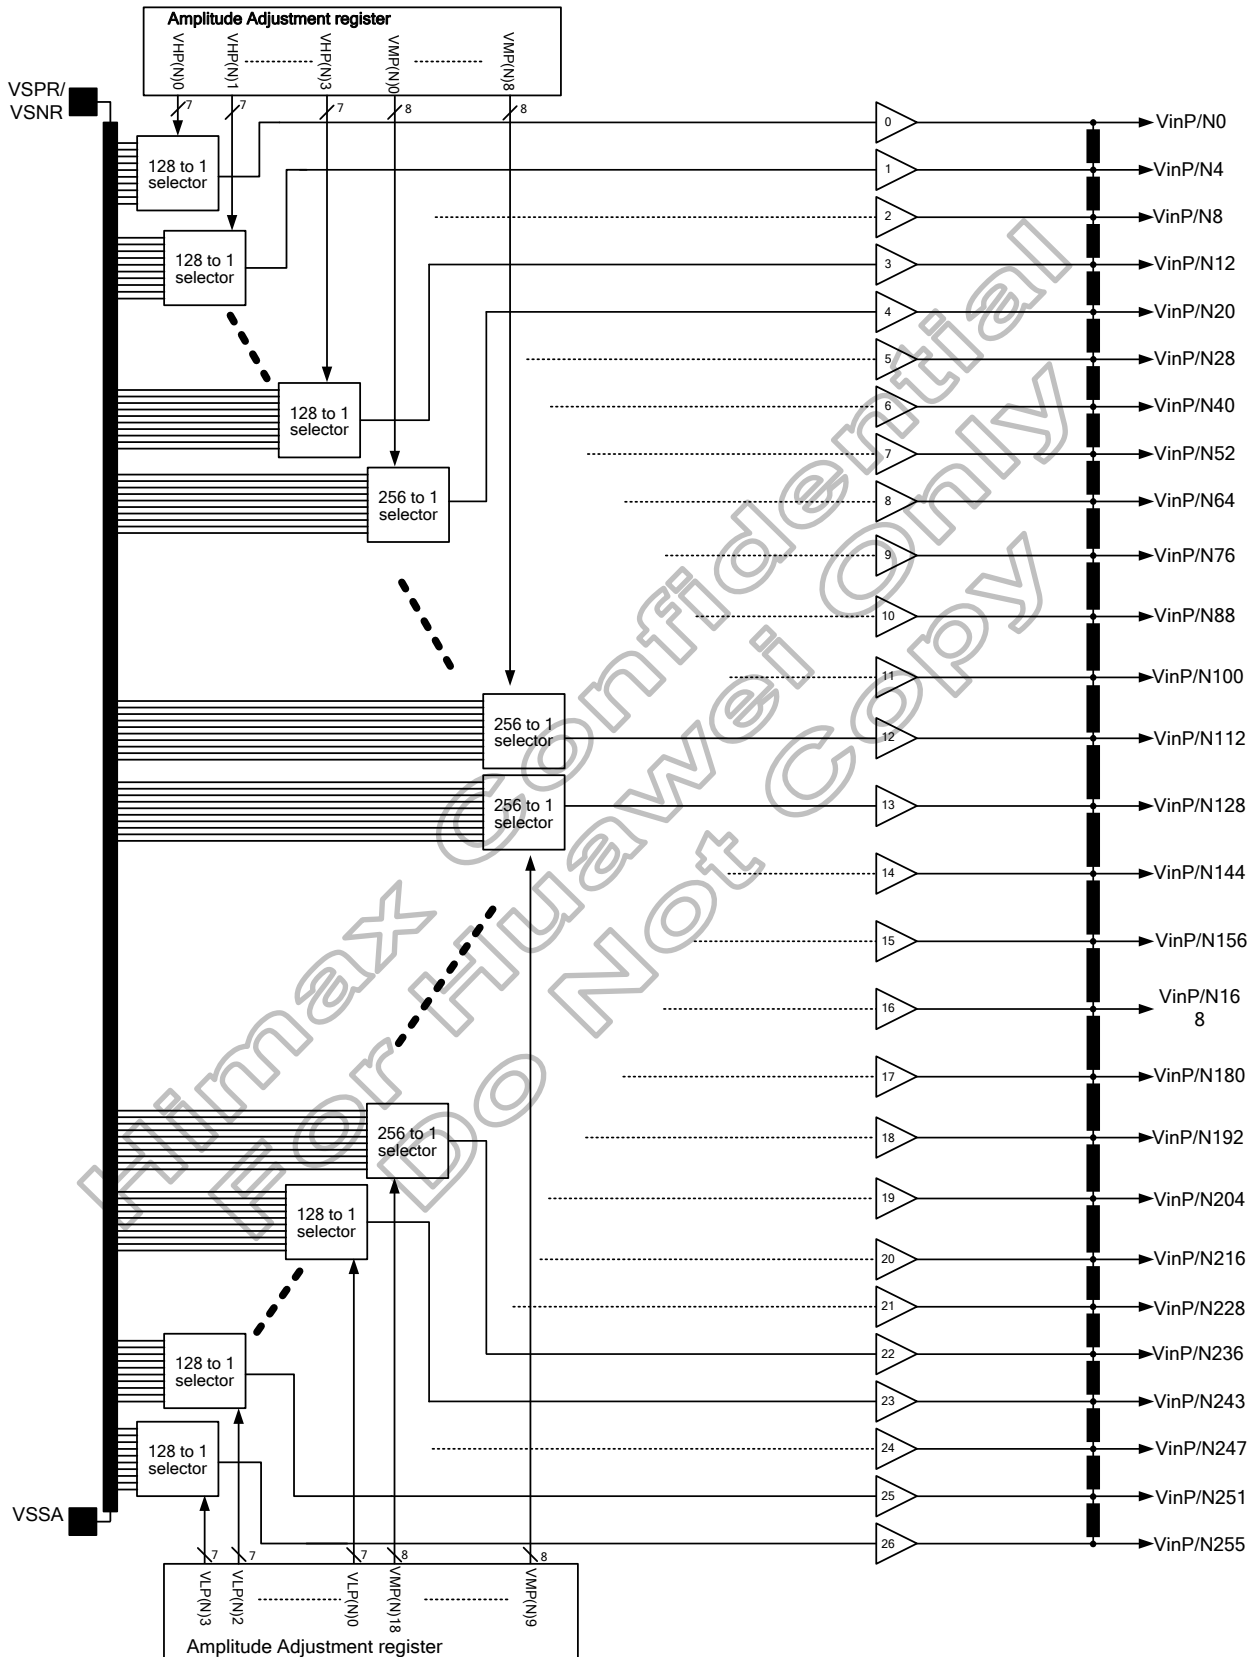 Amplitude Adjustment register
VHP(N)0
VHP(N)1
VHP(N)3
VMP(N)0
VMP(N)8
7
7
7
8
8
VSPR/
VSNR
128 to 1
selector
128 to 1
selector
128 to 1
selector
256 to 1
selector
256 to 1
selector
256 to 1
selector
256 to 1
selector
128 to 1
selector
128 to 1
selector
128 to 1
selector
VSSA
0
VinP/N0
1
VinP/N4
2
VinP/N8
3
VinP/N12
4
VinP/N20
5
VinP/N28
6
VinP/N40
7
VinP/N52
8
VinP/N64
9
VinP/N76
10
VinP/N88
11
VinP/N100
12
VinP/N112
13
VinP/N128
14
VinP/N144
15
VinP/N156
16
VinP/N16
8
17
VinP/N180
18
VinP/N192
19
VinP/N204
20
VinP/N216
21
VinP/N228
22
VinP/N236
23
VinP/N243
24
VinP/N247
25
VinP/N251
26
VinP/N255
7
7
7
8
8
VLP(N)3
VLP(N)2
VLP(N)0
VMP(N)18
VMP(N)9
Amplitude Adjustment register
Himax Confidential
For Huawei Only
Do Not Copy